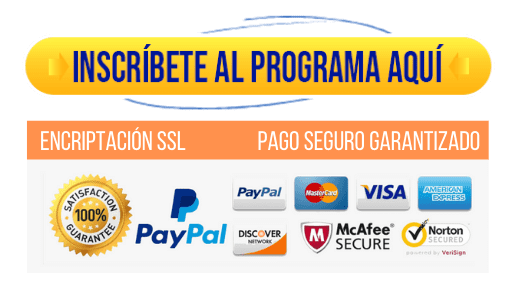 INSCRÍBETE AL PROGRAMA AQUÍ
ENCRIPTACIÓN SSL
PAGO SEGURO GARANTIZADO
SATISFACTION
100%
GUARANTEE
PayPal
PayPal
MasterCard
VISA
AMERICAN
EXPRESS
DISCOVER
NETWORK
McAfee
SECURE
Norton
SECURED
powered by VeriSign